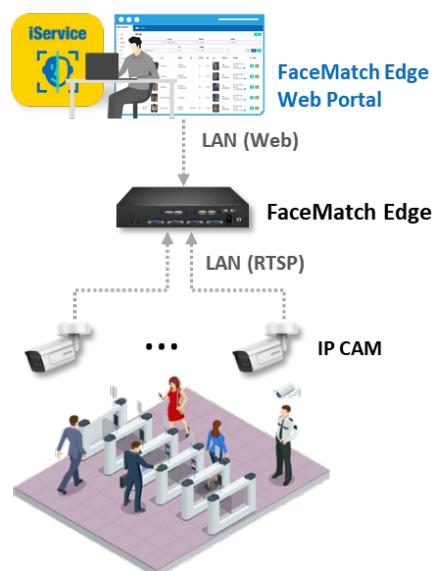 iService
FaceMatch Edge
Web Portal
LAN (Web)
FaceMatch Edge
LAN (RTSP)
...
IP CAM